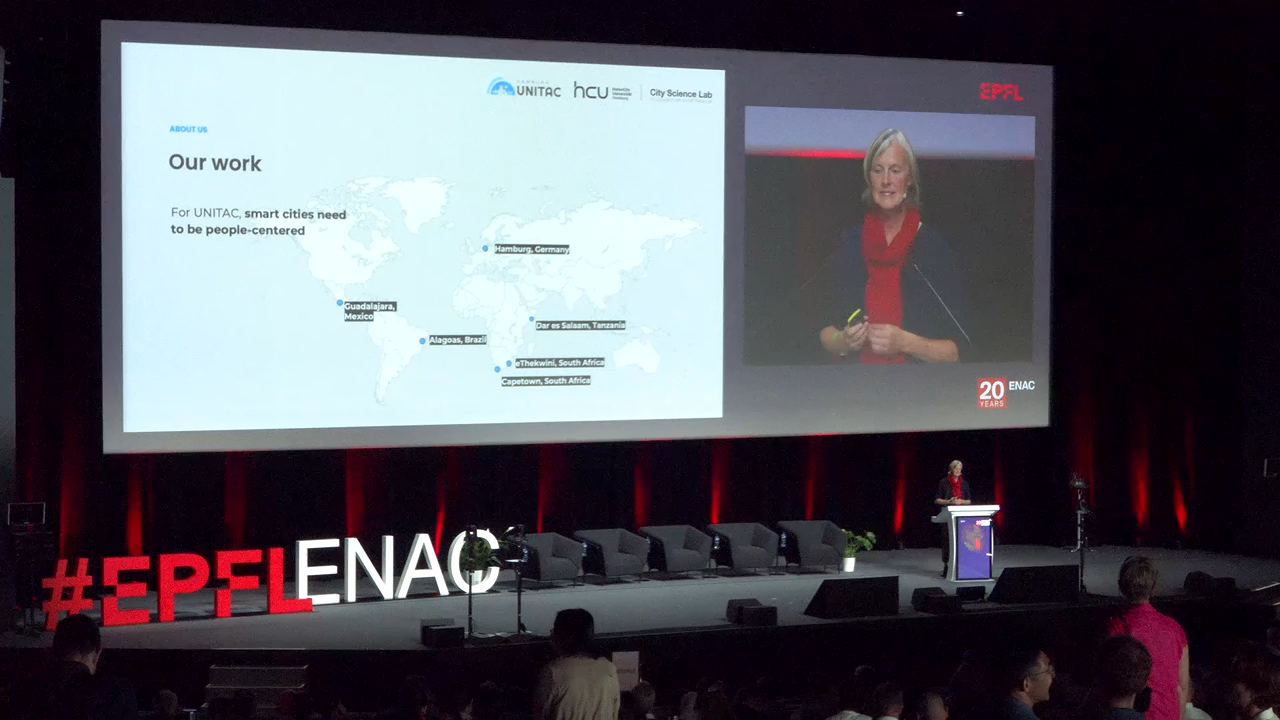 UNITAC
hcu
City Science Lab
EPFL
ABOUT US
Our work
For UNITAC, smart cities need
to be people-centered
Hamburg, Germany
Guadalajara,
Mexico
Dar es Salaam, Tanzania
Alagoas, Brazil
eThekwini, South Africa
Capetown, South Africa
20
YEARS
ENAC
#EPFLENAC